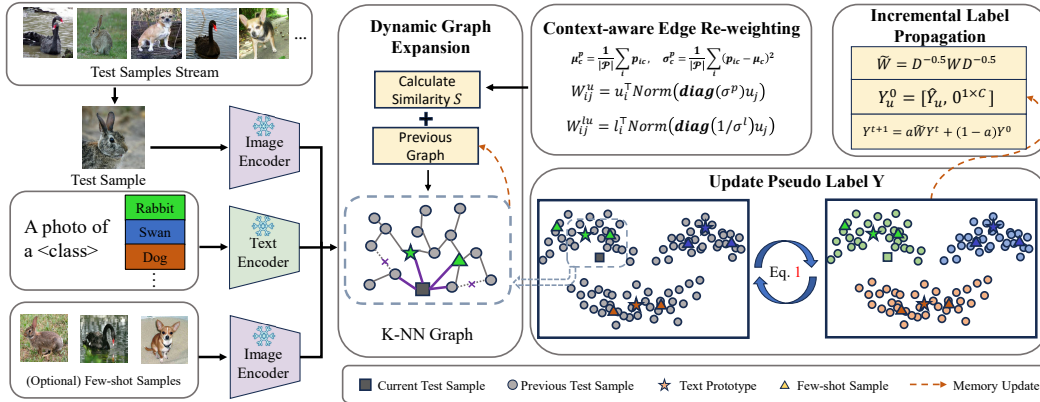 ...
Test Samples Stream
Test Sample
Image
Encoder
A photo of
a <class>
Rabbit
Swan
Dog
⋮
Text
Encoder
(Optional) Few-shot Samples
Image
Encoder
Dynamic Graph
Expansion
Calculate
Similarity S
+
Previous
Graph
K-NN Graph
Context-aware Edge Re-weighting
μ_c^p = 1/|P| ∑_i p_ic, σ_c^p = 1/|P| ∑_i (p_ic − μ_c)^2
W_ij^u = u_i^⊤ Norm(diag(σ^p)u_j)
W_ij^lu = l_i^⊤ Norm(diag(1/σ^l)u_j)
Incremental Label
Propagation
W̃ = D^−0.5 W D^−0.5
Y_u^0 = [Ŷ_u, 0^1×C]
Y^t+1 = aW̃Y^t + (1 − a)Y^0
Update Pseudo Label Y
Eq. 1
Current Test Sample
Previous Test Sample
Text Prototype
Few-shot Sample
Memory Update